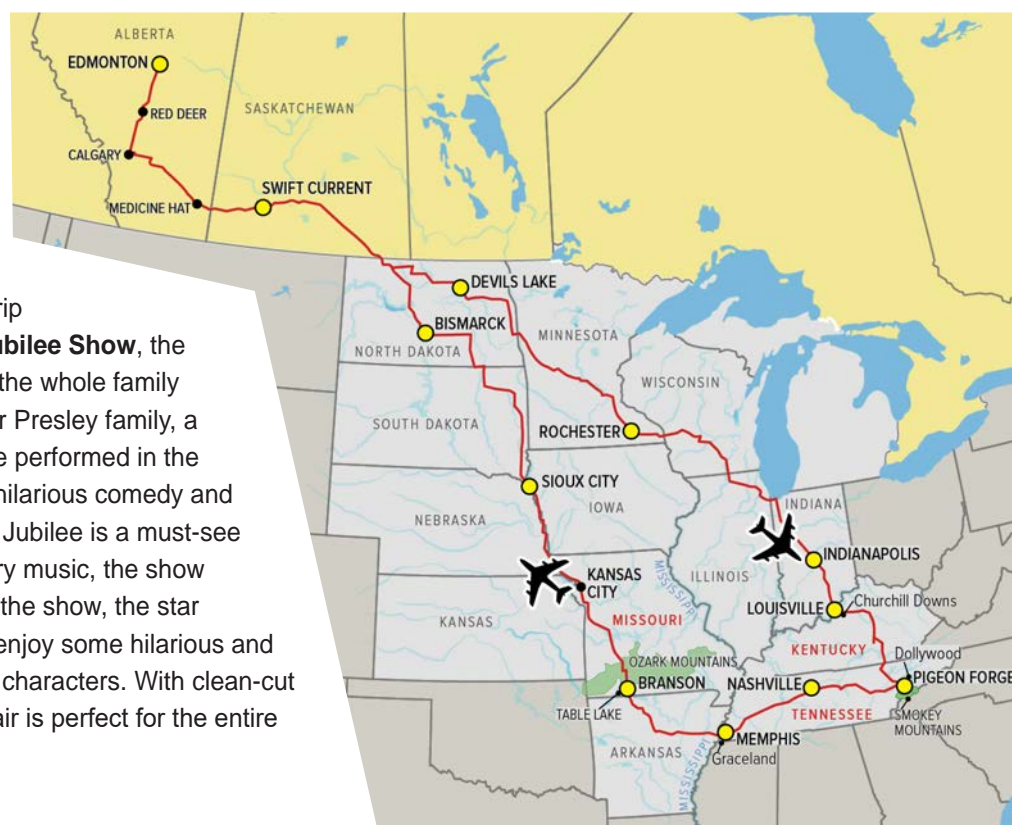 ALBERTA
EDMONTON
RED DEER
SASKATCHEWAN
CALGARY
SWIFT CURRENT
MEDICINE HAT
rip
ubilee Show, the
the whole family
r Presley family, a
e performed in the
hilarious comedy and
Jubilee is a must-see
ry music, the show
the show, the star
enjoy some hilarious and
characters. With clean-cut
air is perfect for the entire
DEVILS LAKE
BISMARCK
NORTH DAKOTA
MINNESOTA
WISCONSIN
SOUTH DAKOTA
ROCHESTER
SIOUX CITY
IOWA
NEBRASKA
INDIANA
INDIANAPOLIS
KANSAS
CITY
MISSISSIPPI
ILLINOIS
LOUISVILLE
Churchill Downs
KANSAS
MISSOURI
KENTUCKY
OZARK MOUNTAINS
Dollywood
BRANSON
NASHVILLE
PIGEON FORGE
TABLE LAKE
TENNESSEE
SMOKEY
MOUNTAINS
MEMPHIS
Graceland
ARKANSAS
MISSISSIPPI